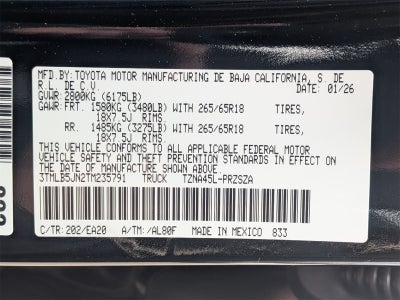 MFD.BY:TOYOTA MOTOR MANUFACTURING DE BAJA CALIFORNIA, S. DE
R.L. DE C.V. DATE: 01/26
GVWR: 2800KG (6175LB)
GAWR: FRT. 1580KG (3480LB) WITH 265/65R18 TIRES,
18X7.5J RIMS
RR. 1485KG (3275LB) WITH 265/65R18 TIRES,
18X7.5J RIMS
THIS VEHICLE CONFORMS TO ALL APPLICABLE FEDERAL MOTOR
VEHICLE SAFETY AND THEFT-PREVENTION STANDARDS IN EFFECT ON
THE DATE OF MANUFACTURE SHOWN ABOVE.
3TMLB5JN2TM235791 TRUCK TZNA45L-PRZSZA
C/TR: 202/EA20 A/TM: /AL80F MADE IN MEXICO 833